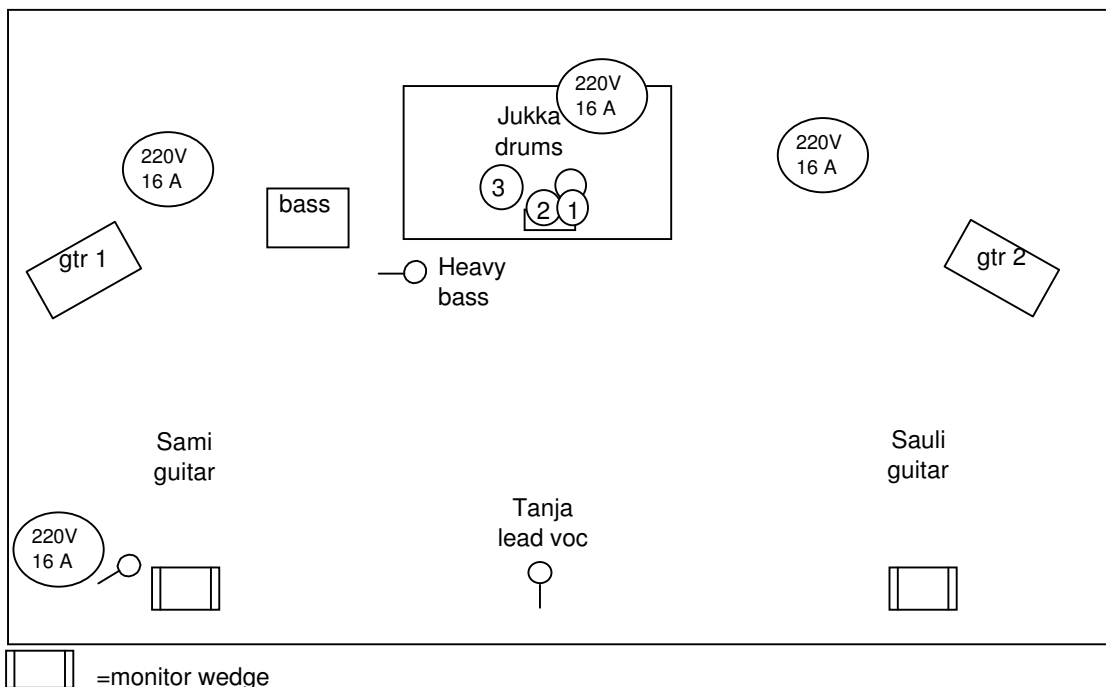 220V
16 A
Jukka
drums
3
2
1
220V
16 A
220V
16 A
bass
gtr 1
gtr 2
Heavy
bass
Sami
guitar
Sauli
guitar
Tanja
lead voc
220V
16 A
=monitor wedge